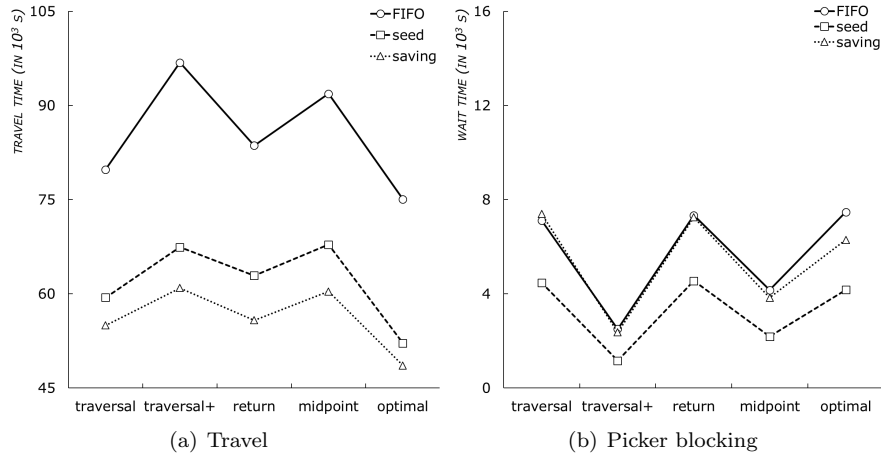 TRAVEL TIME (IN 10³ S)
105
90
75
60
45
FIFO
seed
saving
traversal traversal+ return midpoint optimal
(a) Travel
WAIT TIME (IN 10³ S)
16
12
8
4
0
FIFO
seed
saving
traversal traversal+ return midpoint optimal
(b) Picker blocking